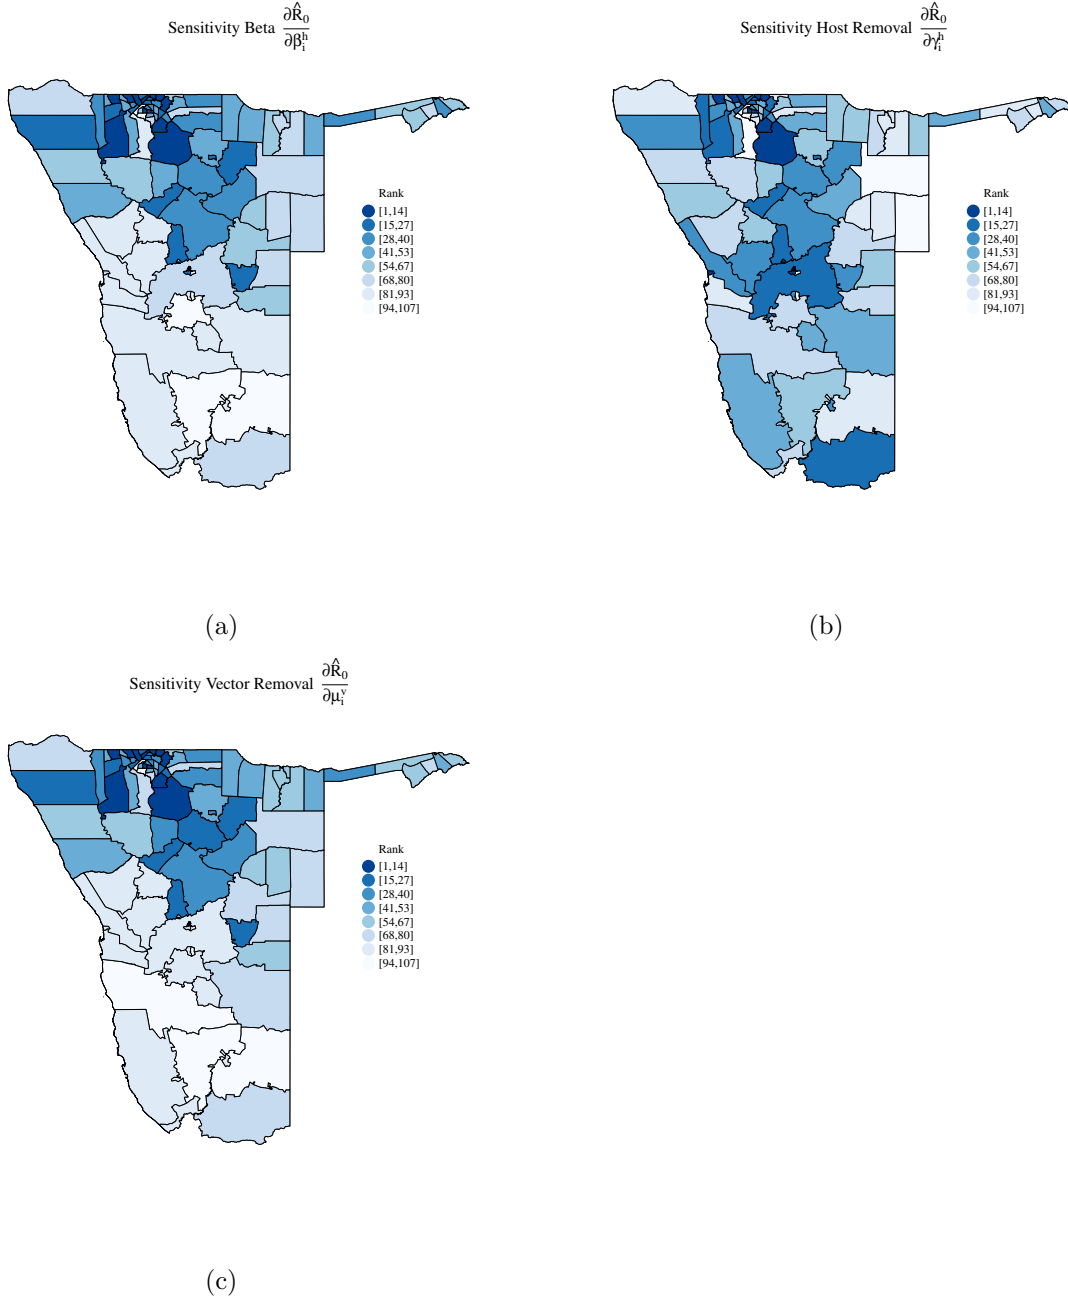 Sensitivity Beta ∂R̂₀/∂βᵢʰ
Rank
[1,14]
[15,27]
[28,40]
[41,53]
[54,67]
[68,80]
[81,93]
[94,107]
(a)
Sensitivity Host Removal ∂R̂₀/∂γᵢʰ
Rank
[1,14]
[15,27]
[28,40]
[41,53]
[54,67]
[68,80]
[81,93]
[94,107]
(b)
Sensitivity Vector Removal ∂R̂₀/∂μᵢᵛ
Rank
[1,14]
[15,27]
[28,40]
[41,53]
[54,67]
[68,80]
[81,93]
[94,107]
(c)